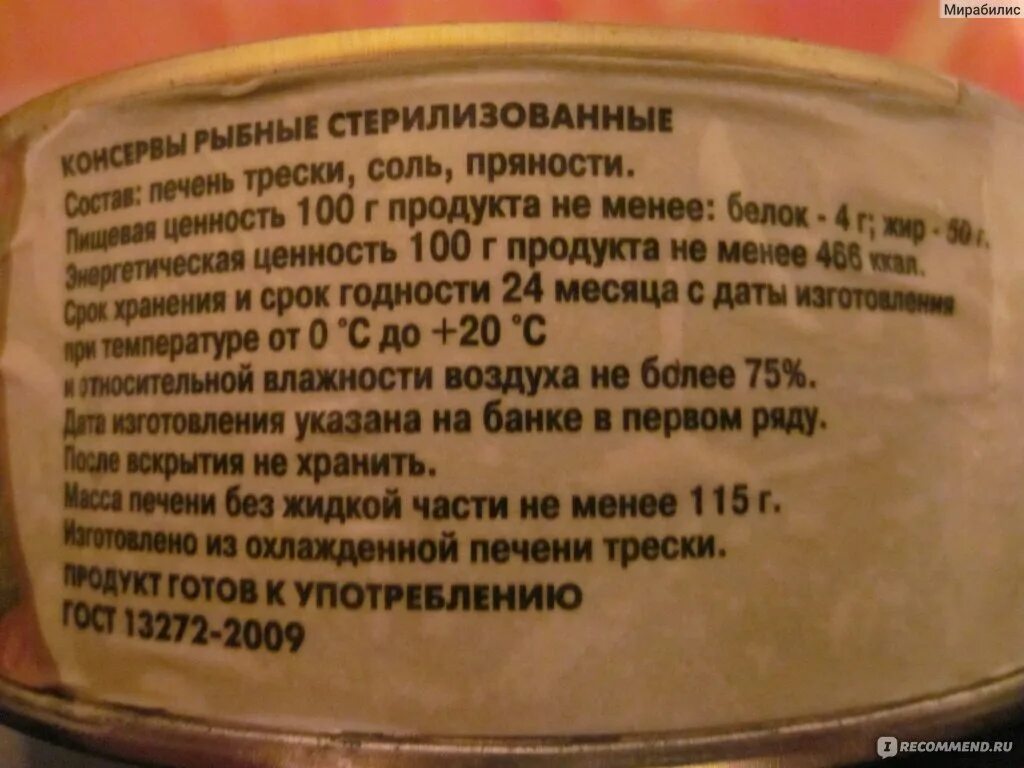 Мирабилис
КОНСЕРВЫ РЫБНЫЕ СТЕРИЛИЗОВАННЫЕ
Состав: печень трески, соль, пряности.
Пищевая ценность 100 г продукта не менее: белок - 4 г; жир - 50 г.
Энергетическая ценность 100 г продукта не менее 466 ккал.
Срок хранения и срок годности 24 месяца с даты изготовления
при температуре от 0 °С до +20 °С
и относительной влажности воздуха не более 75%.
Дата изготовления указана на банке в первом ряду.
После вскрытия не хранить.
Масса печени без жидкой части не менее 115 г.
Изготовлено из охлажденной печени трески.
ПРОДУКТ ГОТОВ К УПОТРЕБЛЕНИЮ
ГОСТ 13272-2009
IRECOMMEND.RU